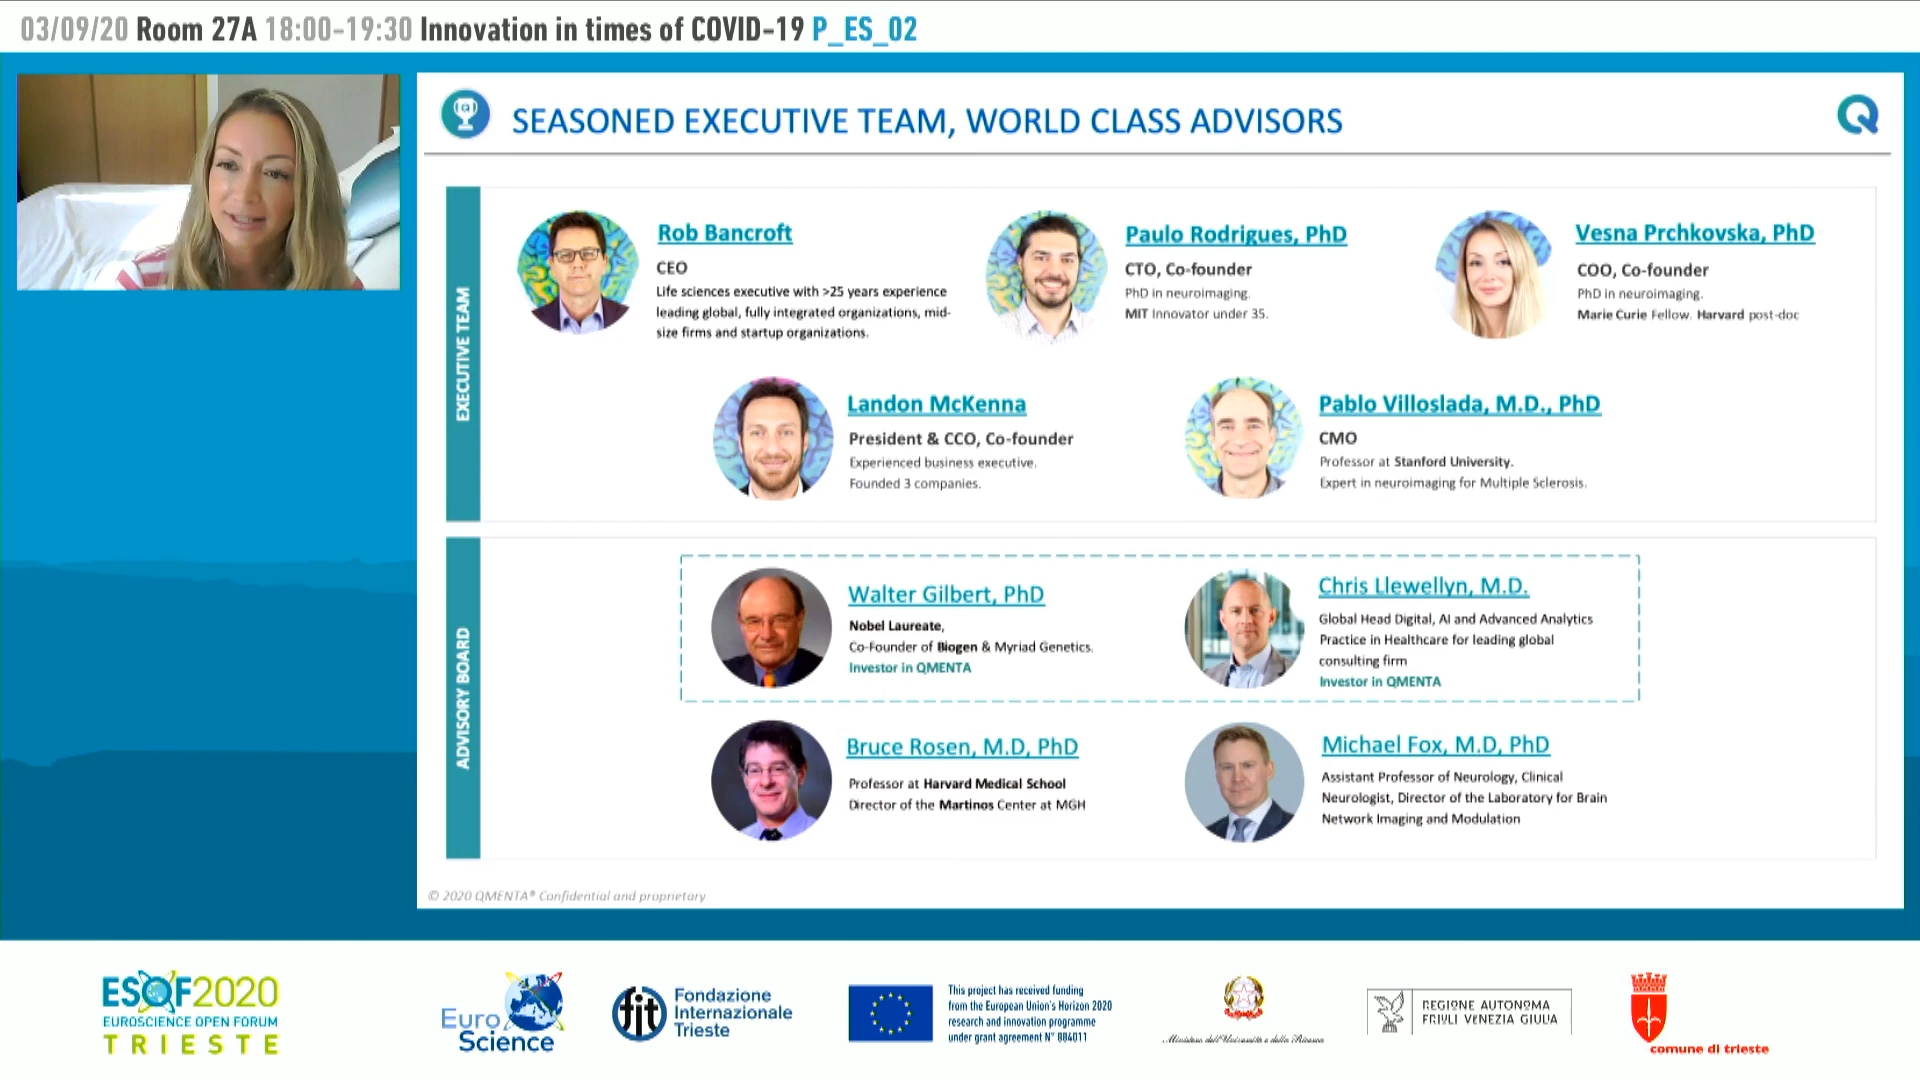 03/09/20 Room 27A 18:00-19:30 Innovation in times of COVID-19 P_ES_02
SEASONED EXECUTIVE TEAM, WORLD CLASS ADVISORS
EXECUTIVE TEAM
Rob Bancroft
CEO
Life sciences executive with >25 years experience
leading global, fully integrated organizations, mid-
size firms and startup organizations.
Paulo Rodrigues, PhD
CTO, Co-founder
PhD in neuroimaging.
MIT Innovator under 35.
Vesna Prchkovska, PhD
COO, Co-founder
PhD in neuroimaging.
Marie Curie Fellow. Harvard post-doc
Landon McKenna
President & CCO, Co-founder
Experienced business executive.
Founded 3 companies.
Pablo Villoslada, M.D., PhD
CMO
Professor at Stanford University.
Expert in neuroimaging for Multiple Sclerosis.
ADVISORY BOARD
Walter Gilbert, PhD
Nobel Laureate,
Co-Founder of Biogen & Myriad Genetics.
Investor in QMENTA
Chris Llewellyn, M.D.
Global Head Digital, AI and Advanced Analytics
Practice in Healthcare for leading global
consulting firm
Investor in QMENTA
Bruce Rosen, M.D, PhD
Professor at Harvard Medical School
Director of the Martinos Center at MGH
Michael Fox, M.D, PhD
Assistant Professor of Neurology, Clinical
Neurologist, Director of the Laboratory for Brain
Network Imaging and Modulation
© 2020 QMENTA® Confidential and proprietary
ESOF2020
EUROSCIENCE OPEN FORUM
TRIESTE
Euro
Science
fit
Fondazione
Internazionale
Trieste
This project has received funding
from the European Union's Horizon 2020
research and innovation programme
under grant agreement N° 884011
Ministero dell'Università e della Ricerca
REGIONE AUTONOMA
FRIULI VENEZIA GIULIA
comune di trieste